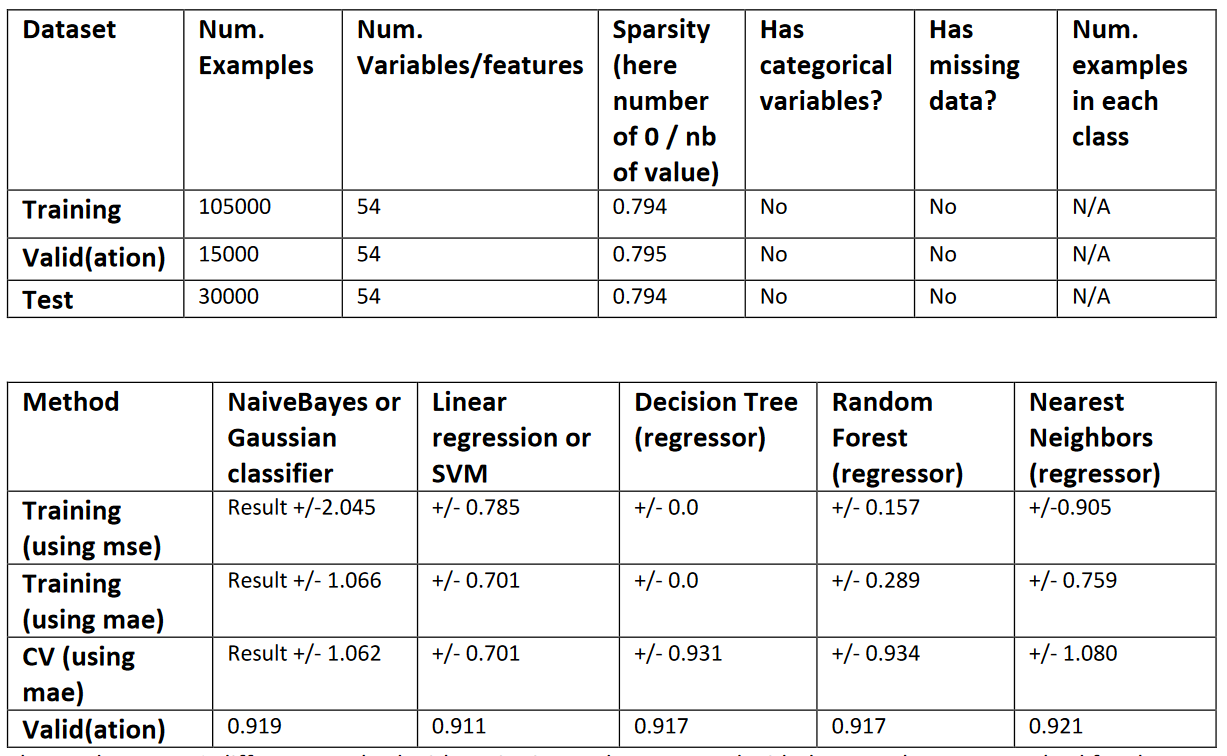 Dataset
Num. Examples
Num. Variables/features
Sparsity (here number of 0 / nb of value)
Has categorical variables?
Has missing data?
Num. examples in each class
Training 105000 54 0.794 No No N/A
Valid(ation) 15000 54 0.795 No No N/A
Test 30000 54 0.794 No No N/A
Method
NaiveBayes or Gaussian classifier
Linear regression or SVM
Decision Tree (regressor)
Random Forest (regressor)
Nearest Neighbors (regressor)
Training (using mse) Result +/-2.045 +/- 0.785 +/- 0.0 +/- 0.157 +/-0.905
Training (using mae) Result +/- 1.066 +/- 0.701 +/- 0.0 +/- 0.289 +/- 0.759
CV (using mae) Result +/- 1.062 +/- 0.701 +/- 0.931 +/- 0.934 +/- 1.080
Valid(ation) 0.919 0.911 0.917 0.917 0.921